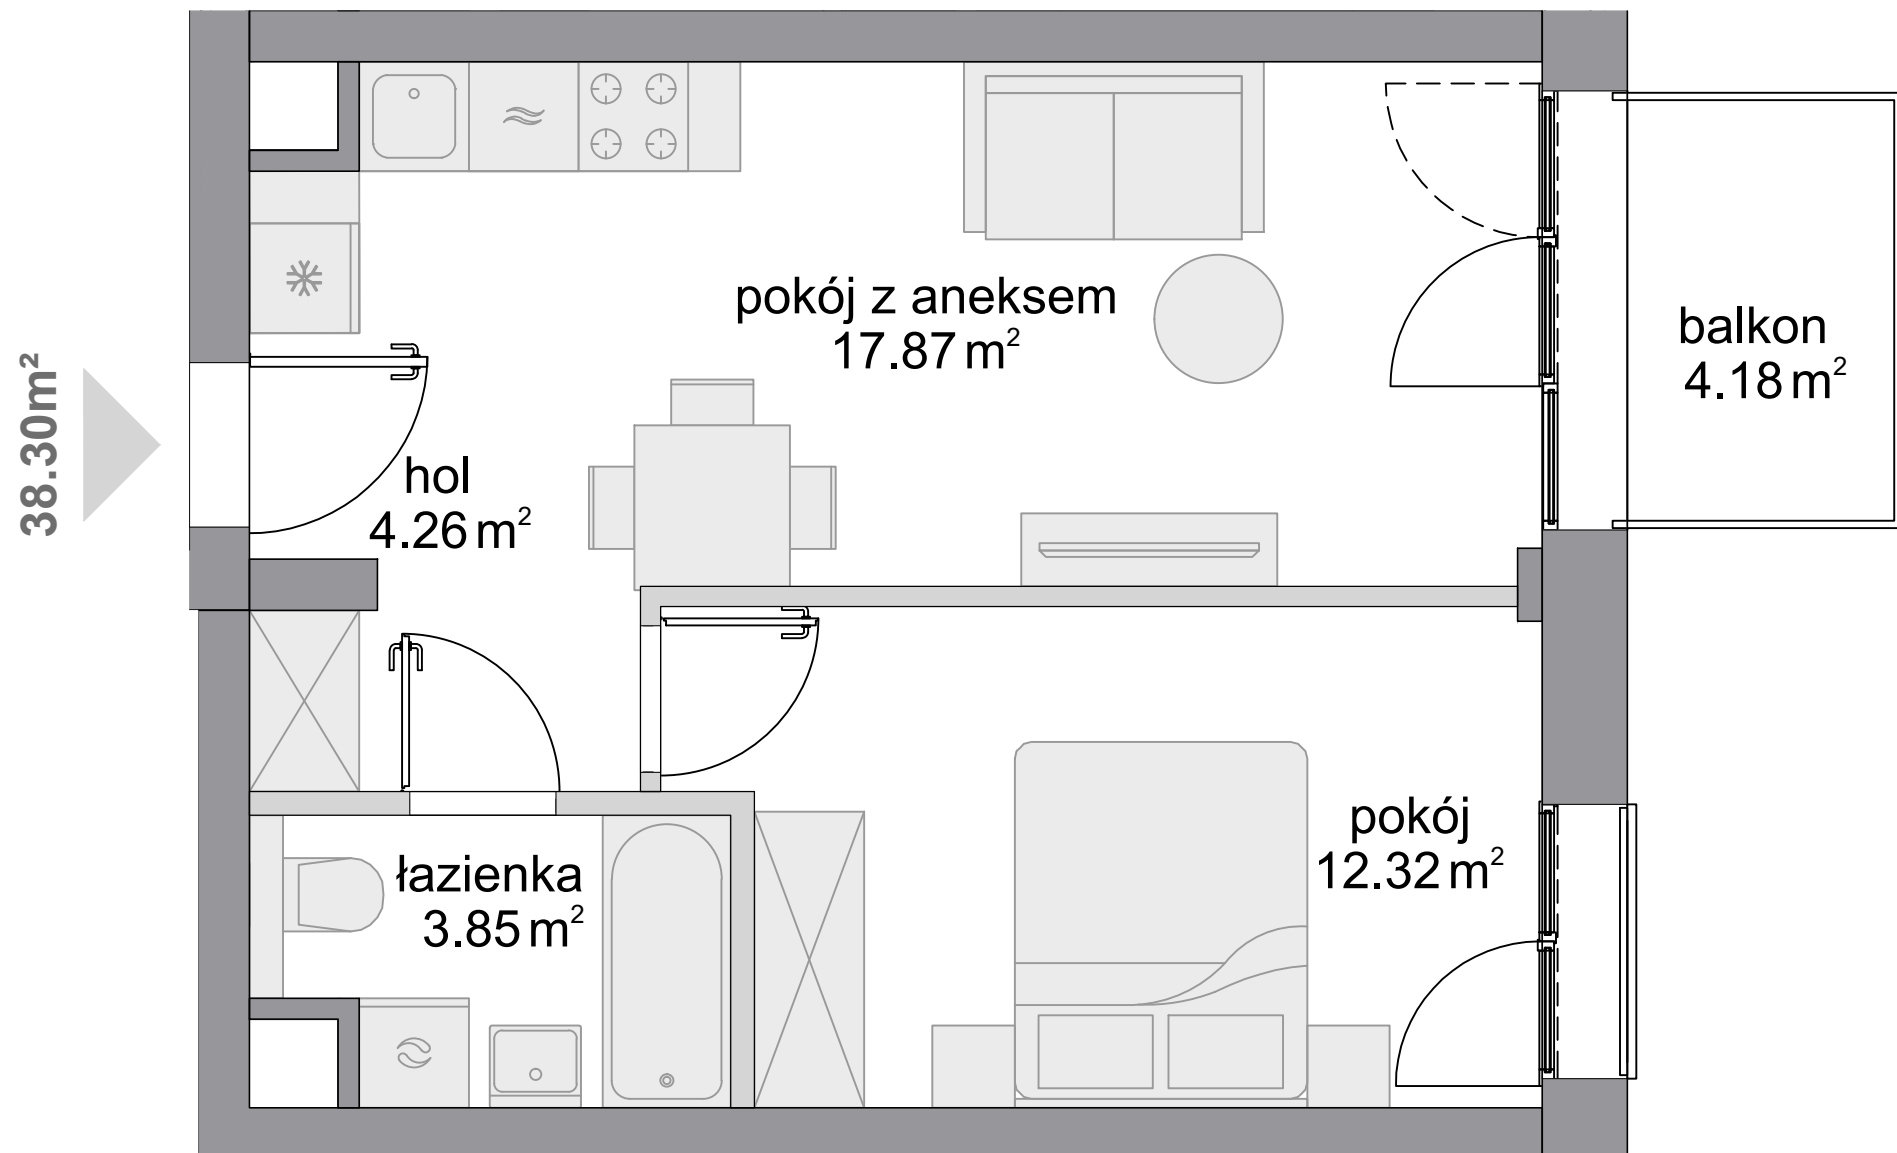 38.30m²
pokój z aneksem
17.87 m²
balkon
4.18 m²
hol
4.26 m²
pokój
12.32 m²
łazienka
3.85 m²